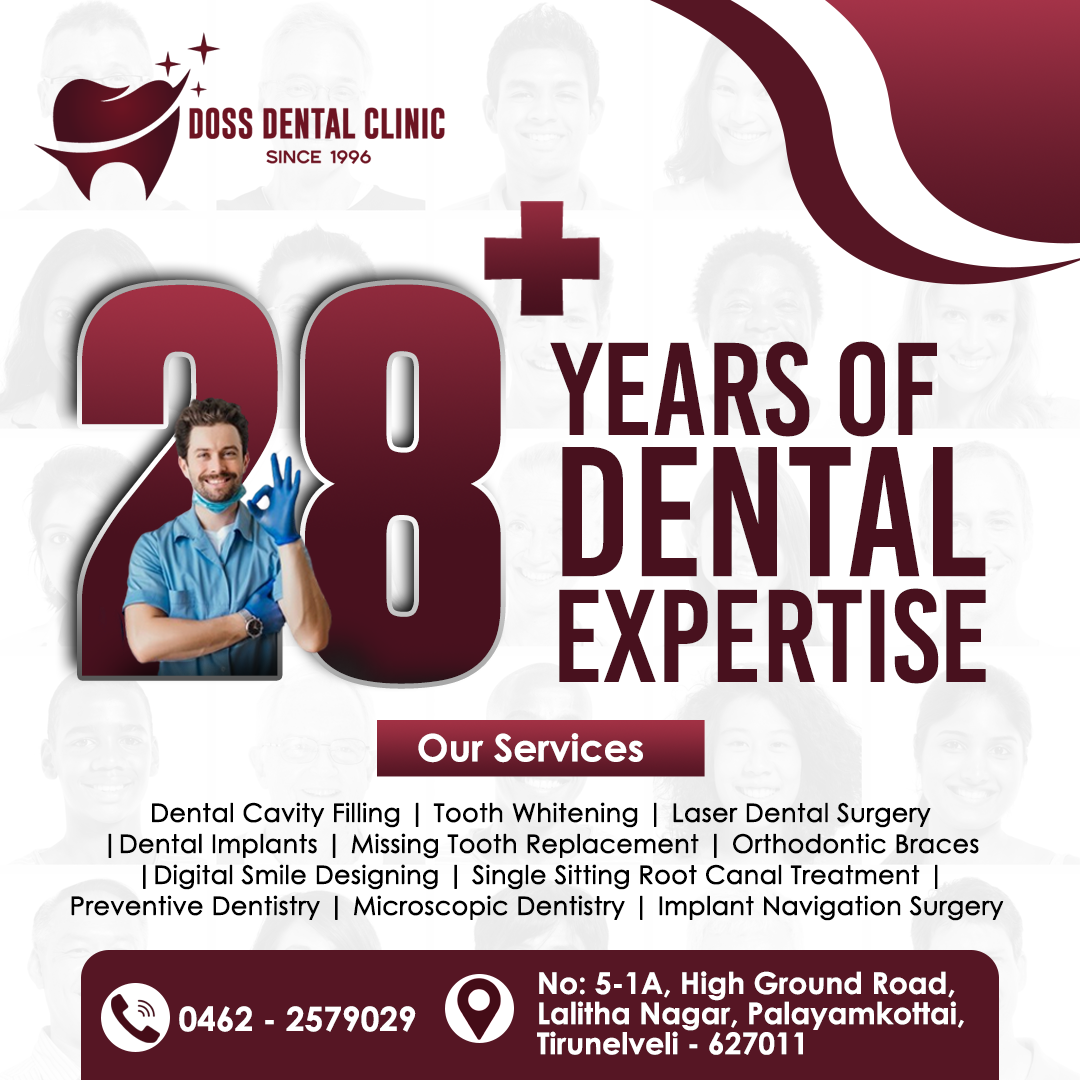 DOSS DENTAL CLINIC
SINCE 1996
28+
YEARS OF
DENTAL
EXPERTISE
Our Services
Dental Cavity Filling | Tooth Whitening | Laser Dental Surgery
|Dental Implants | Missing Tooth Replacement | Orthodontic Braces
|Digital Smile Designing | Single Sitting Root Canal Treatment |
Preventive Dentistry | Microscopic Dentistry | Implant Navigation Surgery
0462 - 2579029
No: 5-1A, High Ground Road,
Lalitha Nagar, Palayamkottai,
Tirunelveli - 627011